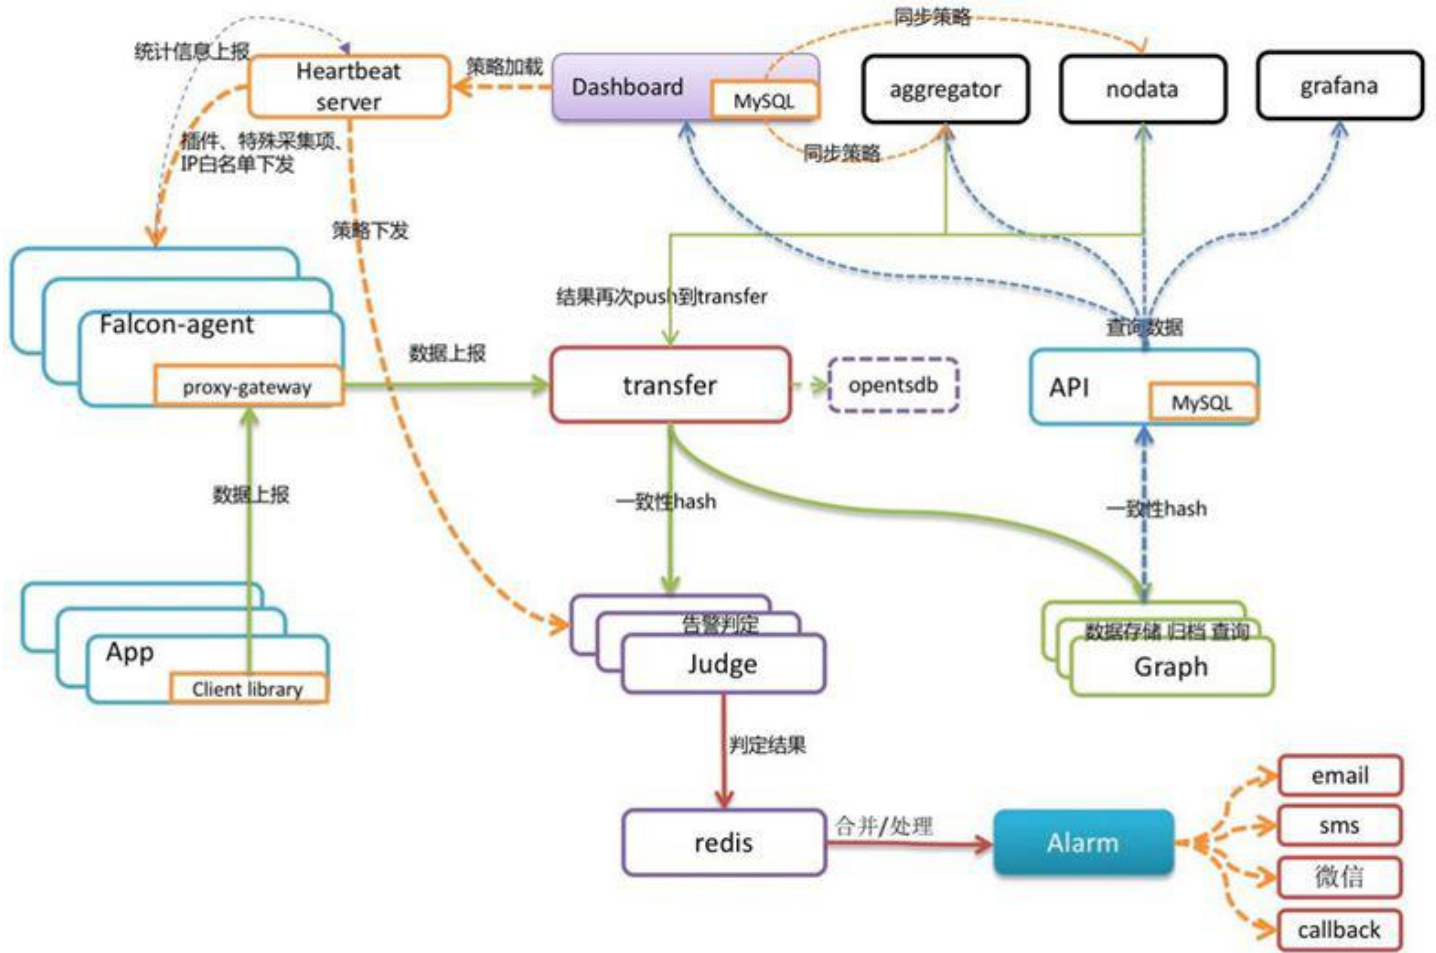 同步策略
统计信息上报
Heartbeat
server
策略加载
Dashboard
MySQL
aggregator
nodata
grafana
插件、特殊采集项、
IP白名单下发
同步策略
策略下发
结果再次push到transfer
Falcon-agent
proxy-gateway
数据上报
transfer
opentsdb
查询数据
API
MySQL
数据上报
一致性hash
一致性hash
App
Client library
告警判定
Judge
数据存储 归档 查询
Graph
判定结果
redis
合并/处理
Alarm
email
sms
微信
callback